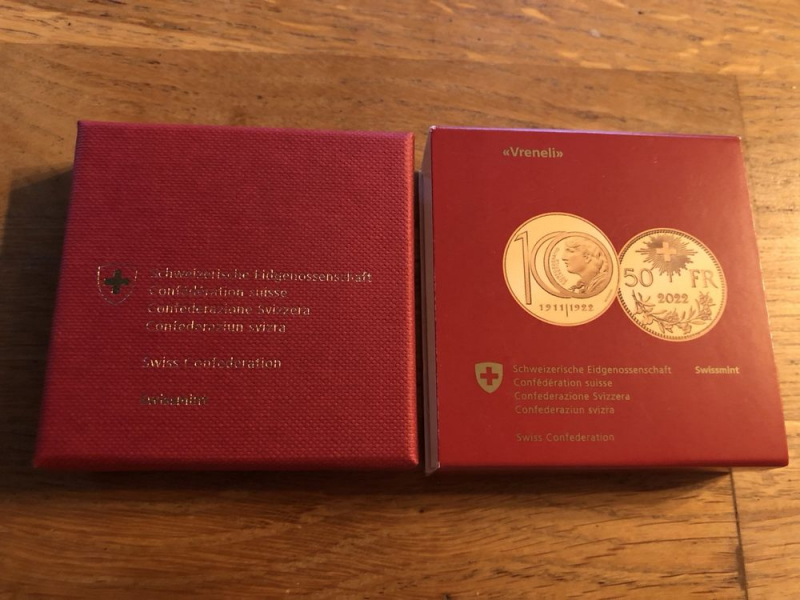 Schweizerische Eidgenossenschaft
Confédération suisse
Confederazione Svizzera
Confederaziun svizra
Swiss Confederation
Swissmint
«Vreneli»
100
1911|1922
50 FR
2022
Schweizerische Eidgenossenschaft
Confédération suisse
Confederazione Svizzera
Confederaziun svizra
Swiss Confederation
Swissmint